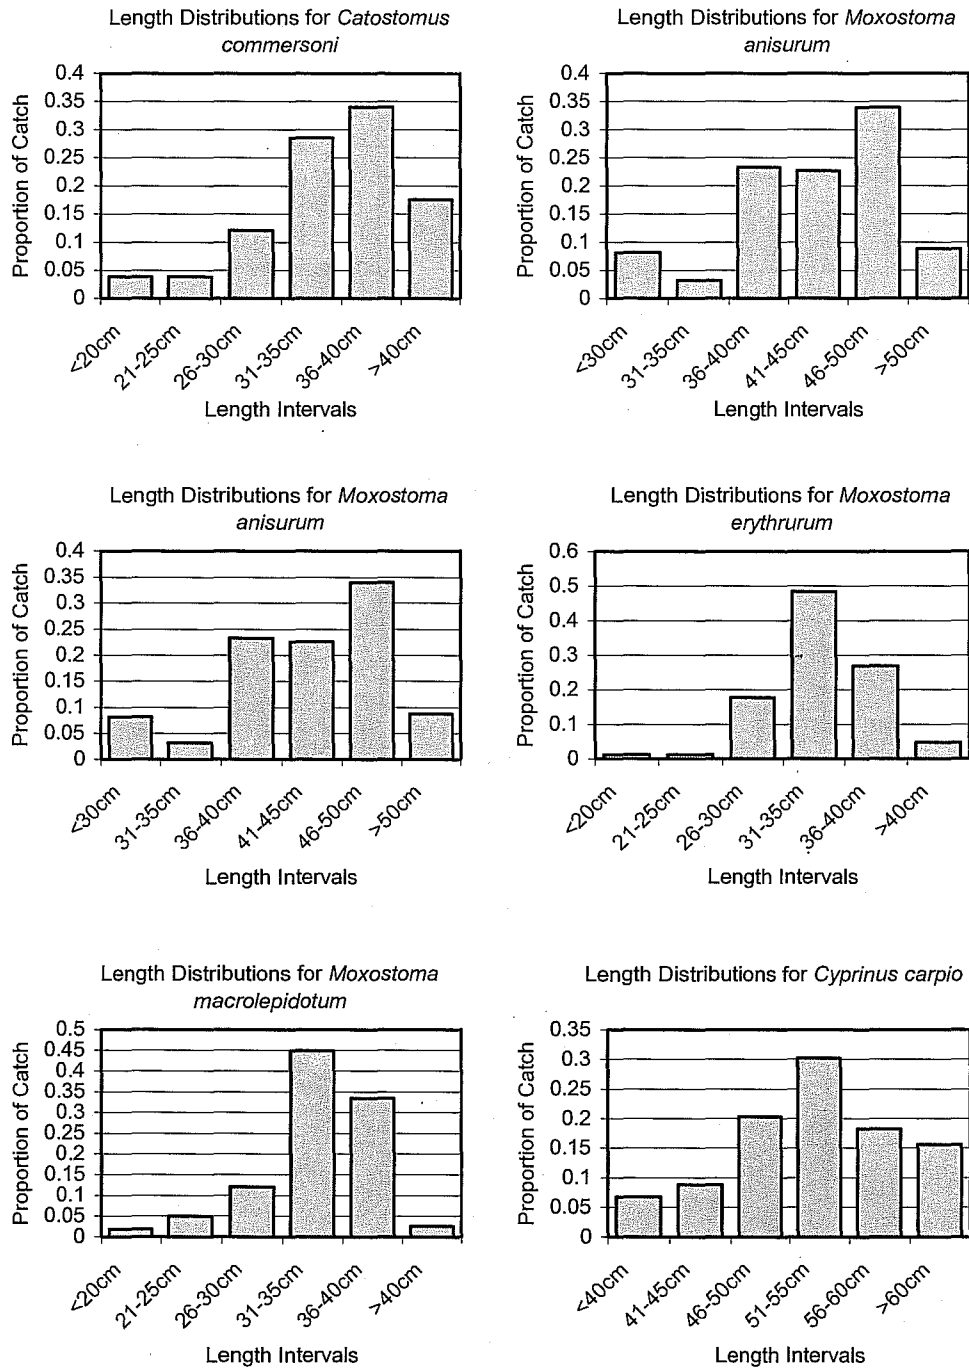 Length Distributions for Catostomus
commersoni
Proportion of Catch
0.4
0.35
0.3
0.25
0.2
0.15
0.1
0.05
0
<20cm
21-25cm
26-30cm
31-35cm
36-40cm
>40cm
Length Intervals
Length Distributions for Moxostoma
anisurum
Proportion of Catch
0.4
0.35
0.3
0.25
0.2
0.15
0.1
0.05
0
<30cm
31-35cm
36-40cm
41-45cm
46-50cm
>50cm
Length Intervals
Length Distributions for Moxostoma
anisurum
Proportion of Catch
0.4
0.35
0.3
0.25
0.2
0.15
0.1
0.05
0
<30cm
31-35cm
36-40cm
41-45cm
46-50cm
>50cm
Length Intervals
Length Distributions for Moxostoma
erythrurum
Proportion of Catch
0.6
0.5
0.4
0.3
0.2
0.1
0
<20cm
21-25cm
26-30cm
31-35cm
36-40cm
>40cm
Length Intervals
Length Distributions for Moxostoma
macrolepidotum
Proportion of Catch
0.5
0.45
0.4
0.35
0.3
0.25
0.2
0.15
0.1
0.05
0
<20cm
21-25cm
26-30cm
31-35cm
36-40cm
>40cm
Length Intervals
Length Distributions for Cyprinus carpio
Proportion of Catch
0.35
0.3
0.25
0.2
0.15
0.1
0.05
0
<40cm
41-45cm
46-50cm
51-55cm
56-60cm
>60cm
Length Intervals